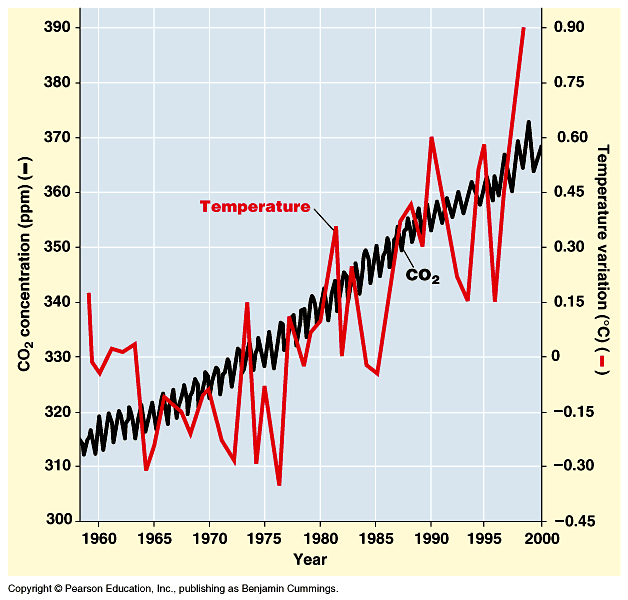 CO2 concentration (ppm) (–)
390
380
370
360
350
340
330
320
310
300
Temperature
CO2
0.90
0.75
0.60
0.45
0.30
0.15
0
−0.15
−0.30
−0.45
Temperature variation (°C) (–)
1960 1965 1970 1975 1980 1985 1990 1995 2000
Year
Copyright © Pearson Education, Inc., publishing as Benjamin Cummings.